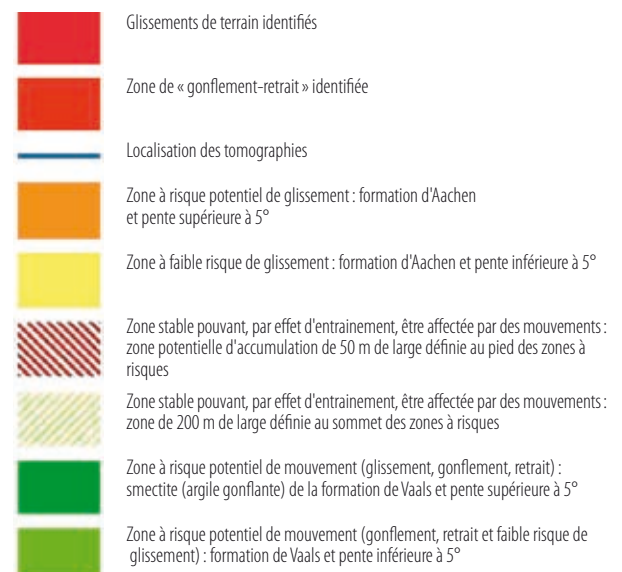 Glissements de terrain identifiés
Zone de « gonflement-retrait » identifiée
Localisation des tomographies
Zone à risque potentiel de glissement : formation d'Aachen
et pente supérieure à 5°
Zone à faible risque de glissement : formation d'Aachen et pente inférieure à 5°
Zone stable pouvant, par effet d'entrainement, être affectée par des mouvements :
zone potentielle d'accumulation de 50 m de large définie au pied des zones à
risques
Zone stable pouvant, par effet d'entrainement, être affectée par des mouvements :
zone de 200 m de large définie au sommet des zones à risques
Zone à risque potentiel de mouvement (glissement, gonflement, retrait) :
smectite (argile gonflante) de la formation de Vaals et pente supérieure à 5°
Zone à risque potentiel de mouvement (gonflement, retrait et faible risque de
glissement) : formation de Vaals et pente inférieure à 5°